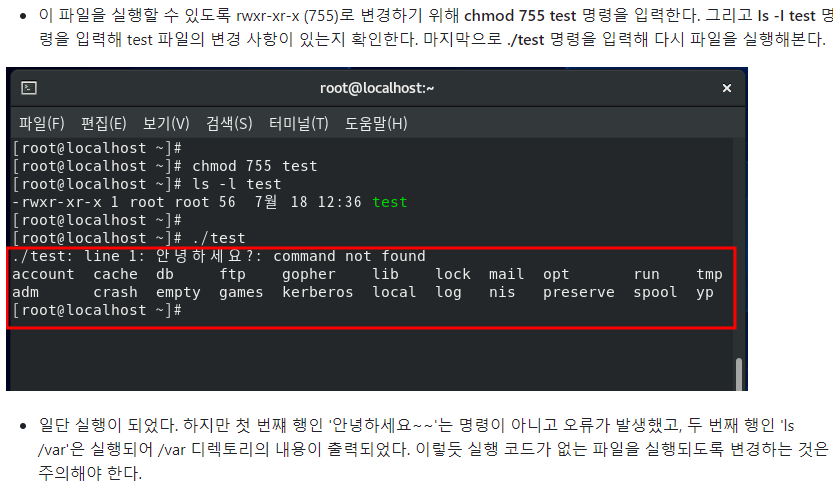 이 파일을 실행할 수 있도록 rwxr-xr-x (755)로 변경하기 위해 chmod 755 test 명령을 입력한다. 그리고 ls -l test 명
령을 입력해 test 파일의 변경 사항이 있는지 확인한다. 마지막으로 ./test 명령을 입력해 다시 파일을 실행해본다.
root@localhost:~
파일(F) 편집(E) 보기(V) 검색(S) 터미널(T) 도움말(H)
[root@localhost ~]#
[root@localhost ~]# chmod 755 test
[root@localhost ~]# ls -l test
-rwxr-xr-x 1 root root 56 7월 18 12:36 test
[root@localhost ~]#
[root@localhost ~]# ./test
./test: line 1: 안녕하세요?: command not found
account cache db ftp gopher lib lock mail opt run tmp
adm crash empty games kerberos local log nis preserve spool yp
[root@localhost ~]#
일단 실행이 되었다. 하지만 첫 번째 행인 '안녕하세요~~'는 명령이 아니고 오류가 발생했고, 두 번째 행인 'ls
/var'은 실행되어 /var 디렉토리의 내용이 출력되었다. 이렇듯 실행 코드가 없는 파일을 실행되도록 변경하는 것은
주의해야 한다.